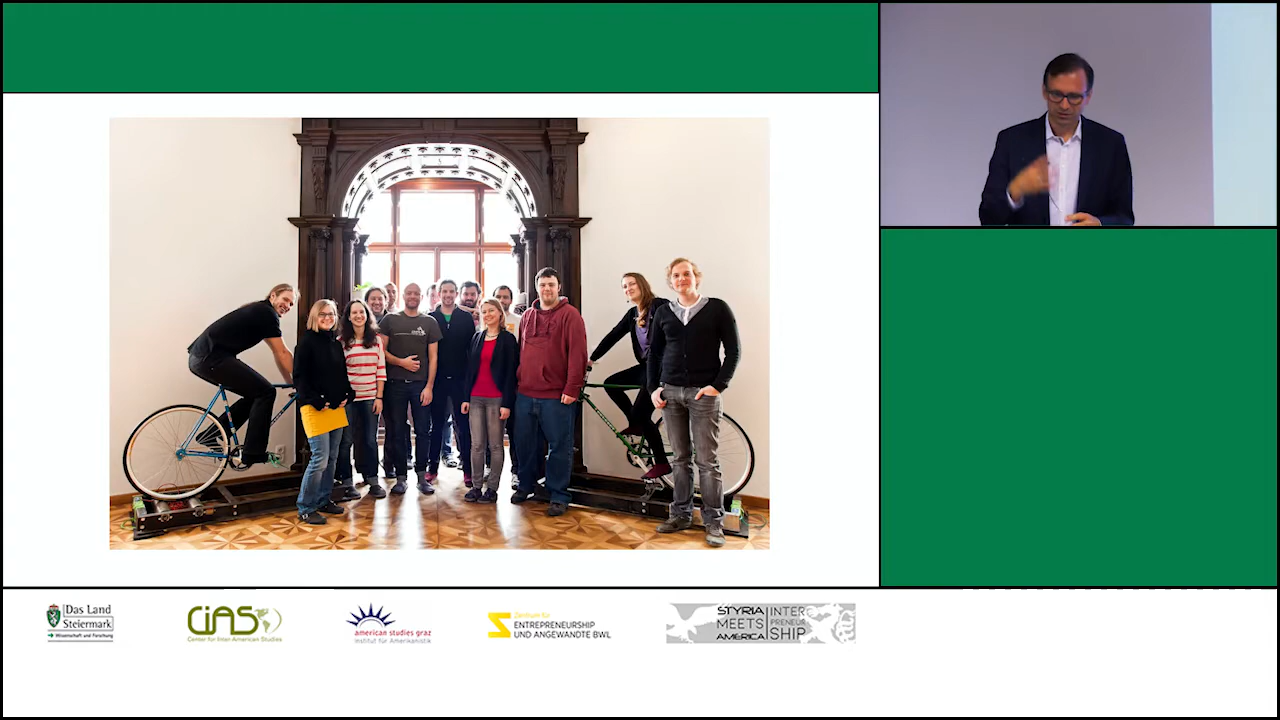 Das Land
Steiermark
Wissenschaft und Forschung
CiAS
Center for Inter-American Studies
american studies graz
institut für Amerikanistik
Zentrum für
ENTREPRENEURSHIP
UND ANGEWANDTE BWL
STYRIA
MEETS
AMERICA
INTER
PRENEUR
SHIP